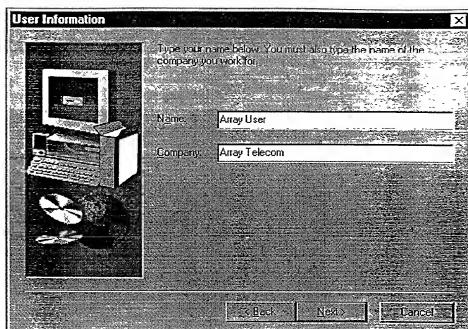 User Information
Type your name below. You must also type the name of the
company you work for.
Name: Array User
Company: Array Telecom
< Back Next > Cancel